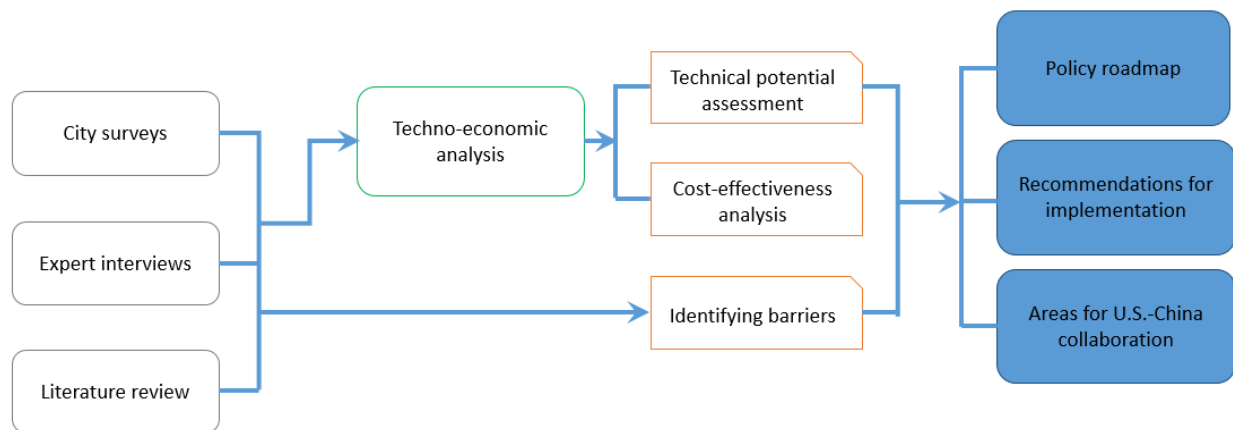 City surveys
Expert interviews
Literature review
Techno-economic
analysis
Technical potential
assessment
Cost-effectiveness
analysis
Identifying barriers
Policy roadmap
Recommendations for
implementation
Areas for U.S.-China
collaboration